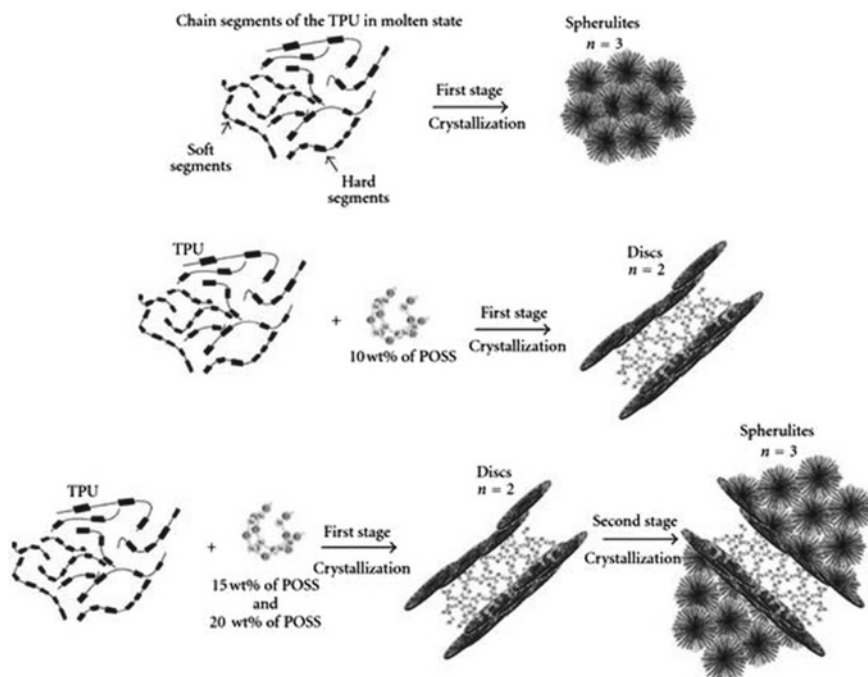 Chain segments of the TPU in molten state
Spherulites
n = 3
First stage
Crystallization
Soft
segments
Hard
segments
TPU
+
10 wt% of POSS
First stage
Crystallization
Discs
n = 2
TPU
+
15 wt% of POSS
and
20 wt% of POSS
First stage
Crystallization
Discs
n = 2
Second stage
Crystallization
Spherulites
n = 3